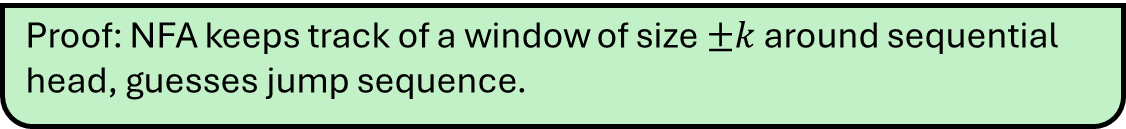 Proof: NFA keeps track of a window of size ±k around sequential
head, guesses jump sequence.